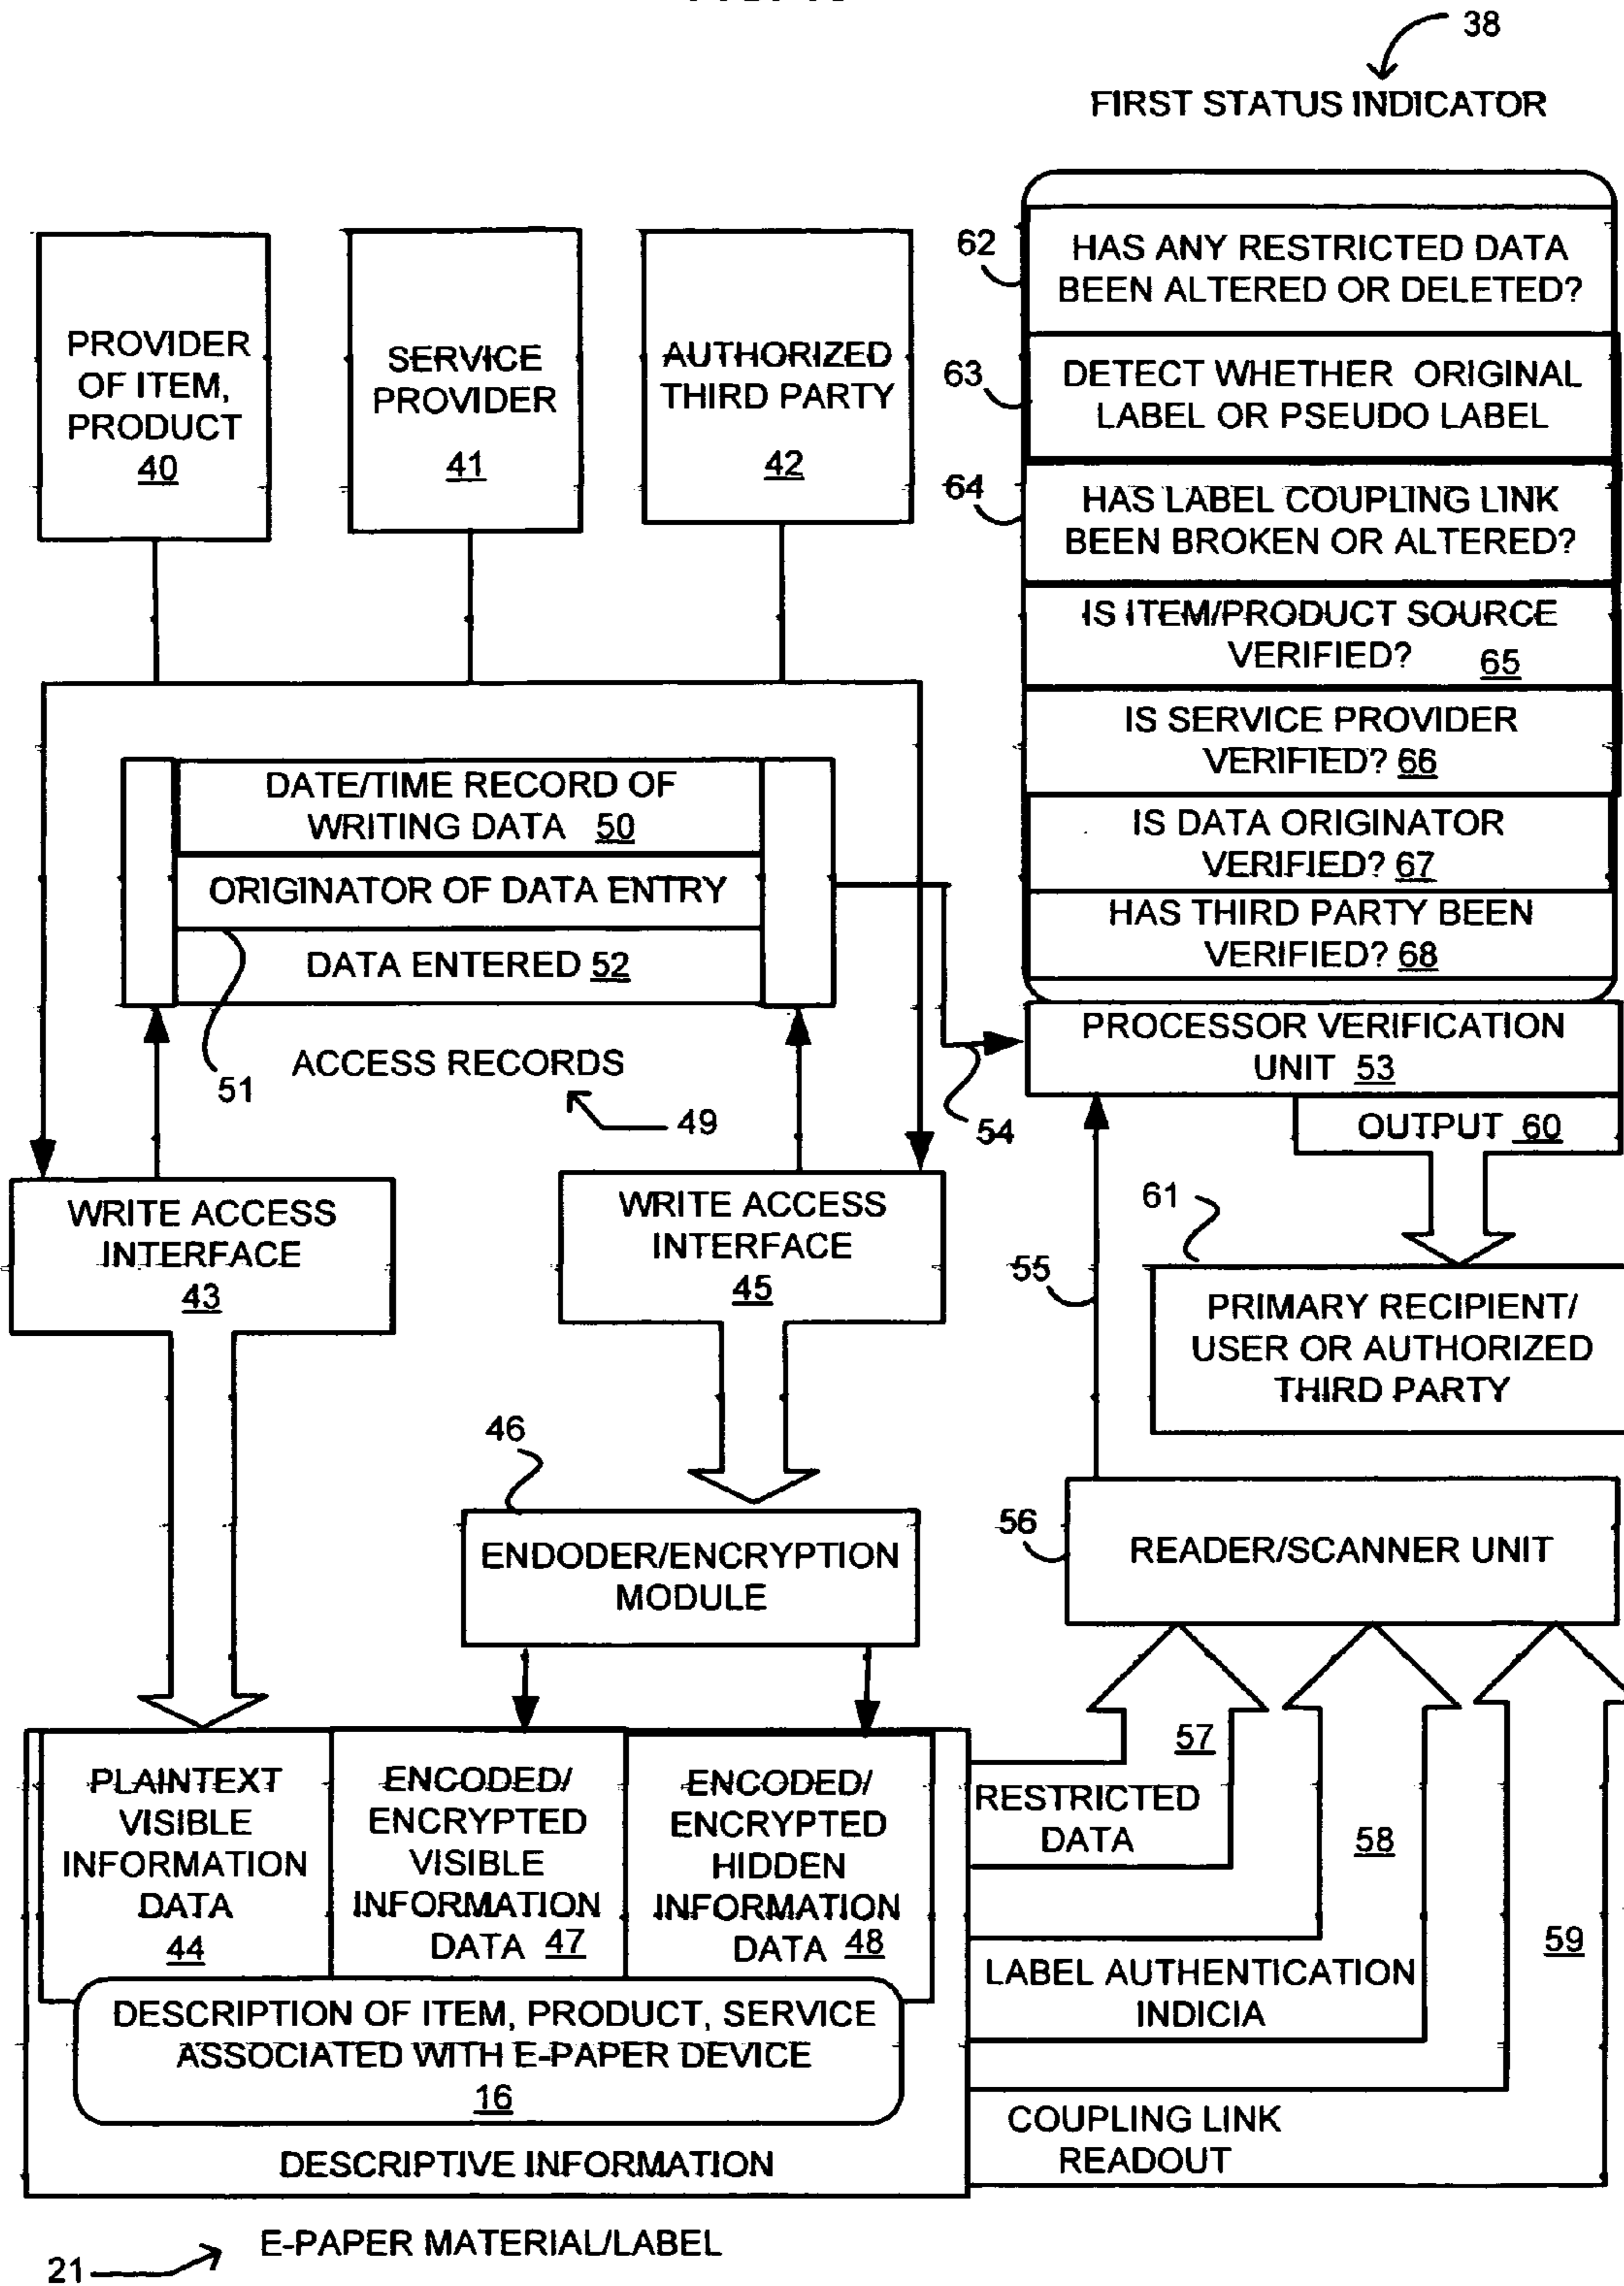 38
FIRST STATUS INDICATOR
PROVIDER
OF ITEM,
PRODUCT
40
SERVICE
PROVIDER
41
AUTHORIZED
THIRD PARTY
42
62
HAS ANY RESTRICTED DATA
BEEN ALTERED OR DELETED?
63
DETECT WHETHER ORIGINAL
LABEL OR PSEUDO LABEL
64
HAS LABEL COUPLING LINK
BEEN BROKEN OR ALTERED?
IS ITEM/PRODUCT SOURCE
VERIFIED? 65
IS SERVICE PROVIDER
VERIFIED? 66
IS DATA ORIGINATOR
VERIFIED? 67
HAS THIRD PARTY BEEN
VERIFIED? 68
PROCESSOR VERIFICATION
UNIT 53
OUTPUT 60
DATE/TIME RECORD OF
WRITING DATA 50
ORIGINATOR OF DATA ENTRY
DATA ENTERED 52
51
ACCESS RECORDS
49
54
WRITE ACCESS
INTERFACE
43
WRITE ACCESS
INTERFACE
45
61
55
PRIMARY RECIPIENT/
USER OR AUTHORIZED
THIRD PARTY
46
ENDODER/ENCRYPTION
MODULE
56
READER/SCANNER UNIT
PLAINTEXT
VISIBLE
INFORMATION
DATA
44
ENCODED/
ENCRYPTED
VISIBLE
INFORMATION
DATA 47
ENCODED/
ENCRYPTED
HIDDEN
INFORMATION
DATA 48
57
RESTRICTED
DATA
58
LABEL AUTHENTICATION
INDICIA
59
COUPLING LINK
READOUT
DESCRIPTION OF ITEM, PRODUCT, SERVICE
ASSOCIATED WITH E-PAPER DEVICE
16
DESCRIPTIVE INFORMATION
21
E-PAPER MATERIAL/LABEL